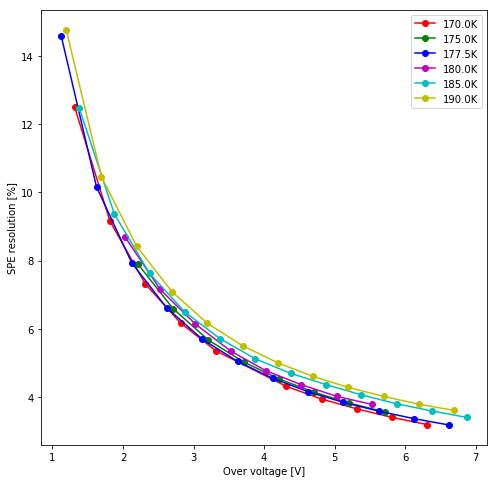 170.0K
175.0K
177.5K
180.0K
185.0K
190.0K
14
12
10
8
6
4
SPE resolution [%]
1 2 3 4 5 6 7
Over voltage [V]